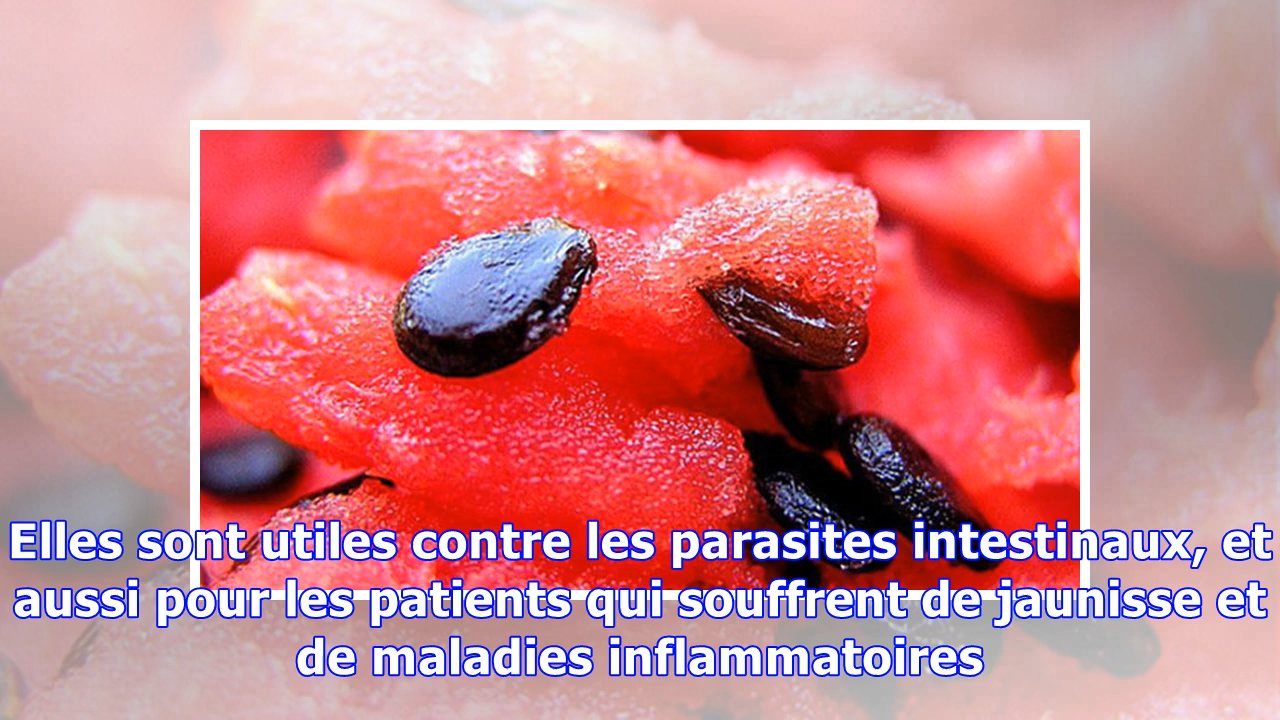 Elles sont utiles contre les parasites intestinaux, et
aussi pour les patients qui souffrent de jaunisse et
de maladies inflammatoires